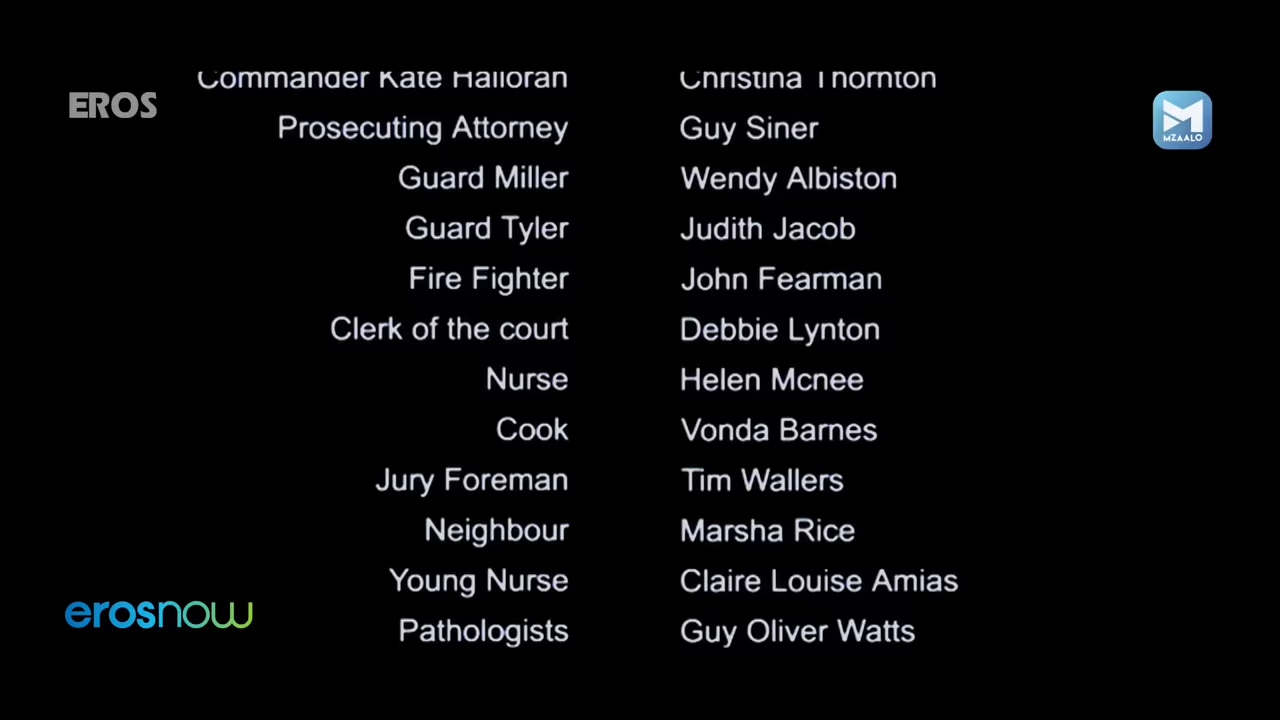 Commander Kate Halloran Christina Thornton
EROS
MZAALO
Prosecuting Attorney Guy Siner
Guard Miller Wendy Albiston
Guard Tyler Judith Jacob
Fire Fighter John Fearman
Clerk of the court Debbie Lynton
Nurse Helen Mcnee
Cook Vonda Barnes
Jury Foreman Tim Wallers
Neighbour Marsha Rice
Young Nurse Claire Louise Amias
erosnow
Pathologists Guy Oliver Watts